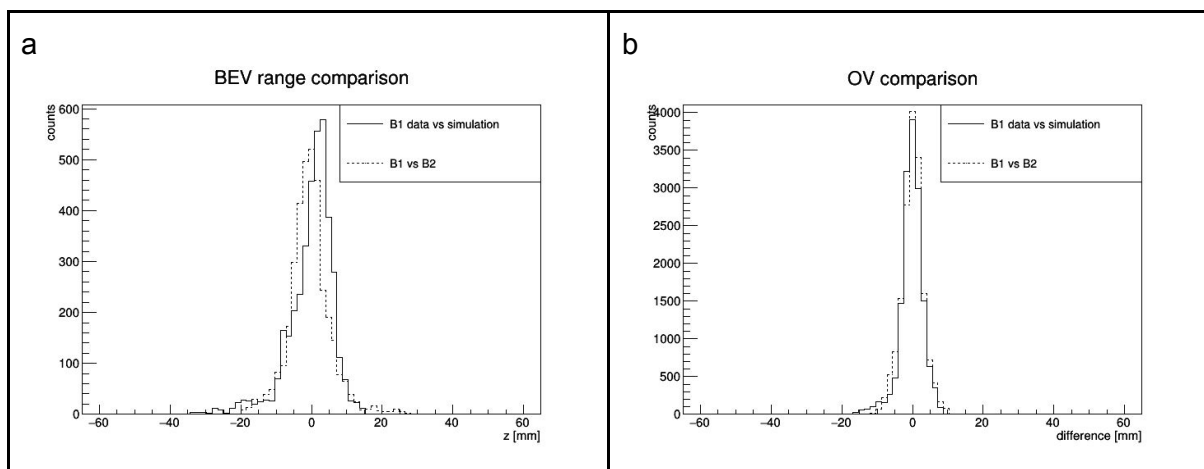 a
BEV range comparison
counts
600
500
400
300
200
100
0
B1 data vs simulation
B1 vs B2
−60 −40 −20 0 20 40 60
z [mm]
b
OV comparison
counts
4000
3500
3000
2500
2000
1500
1000
500
0
B1 data vs simulation
B1 vs B2
−60 −40 −20 0 20 40 60
difference [mm]